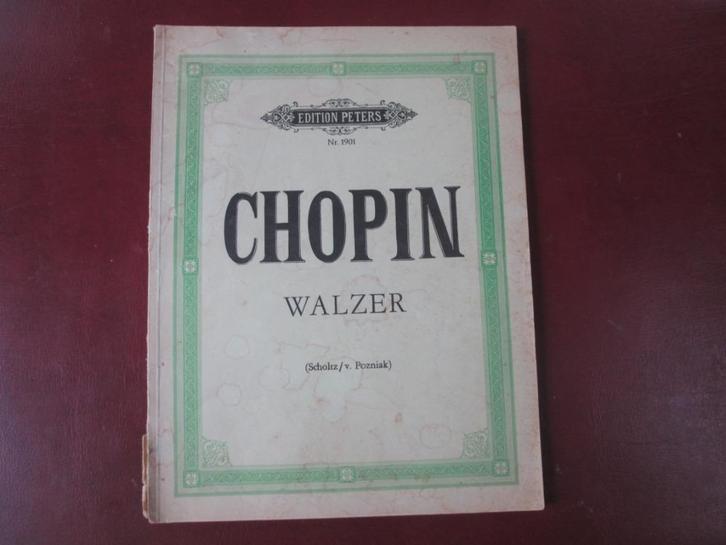 EDITION PETERS
Nr. 1901
CHOPIN
WALZER
(Scholtz/v. Pozniak)